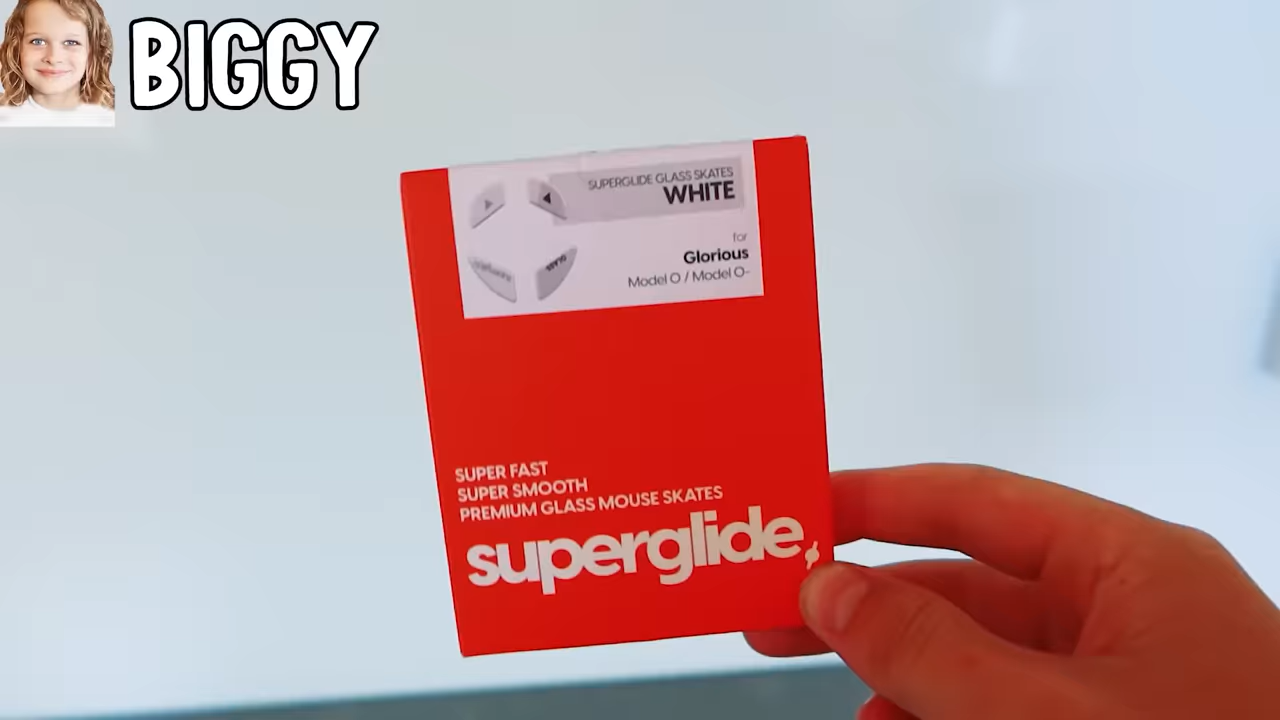 BIGGY
SUPERGLIDE GLASS SKATES
WHITE
for
Glorious
Model O / Model O-
SUPER FAST
SUPER SMOOTH
PREMIUM GLASS MOUSE SKATES
superglide